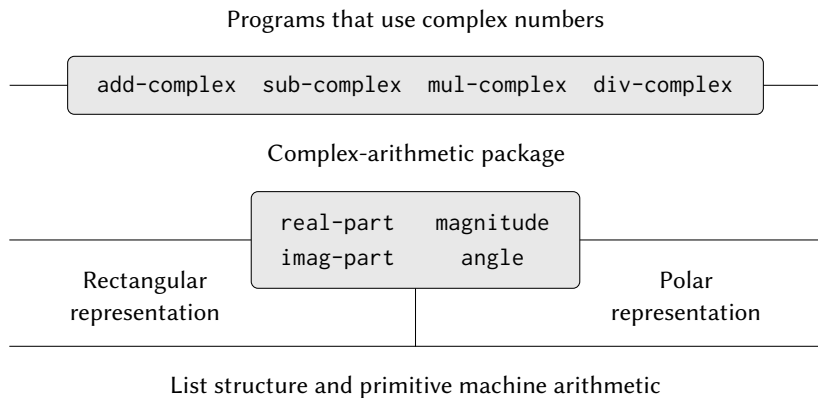 Programs that use complex numbers
add-complex sub-complex mul-complex div-complex
Complex-arithmetic package
real-part magnitude
imag-part angle
Rectangular
representation
Polar
representation
List structure and primitive machine arithmetic